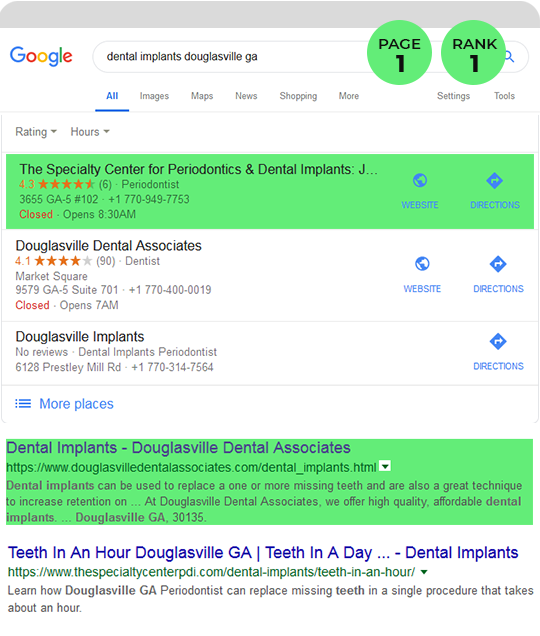 Google
dental implants douglasville ga
PAGE
1
RANK
1
All Images Maps News Shopping More Settings Tools
Rating Hours
The Specialty Center for Periodontics & Dental Implants: J...
4.3 (6) · Periodontist
3655 GA-5 #102 · +1 770-949-7753
Closed · Opens 8:30AM
WEBSITE
DIRECTIONS
Douglasville Dental Associates
4.1 (90) · Dentist
Market Square
9579 GA-5 Suite 701 · +1 770-400-0019
Closed · Opens 7AM
WEBSITE
DIRECTIONS
Douglasville Implants
No reviews · Dental Implants Periodontist
6128 Prestley Mill Rd · +1 770-314-7564
DIRECTIONS
More places
Dental Implants - Douglasville Dental Associates
https://www.douglasvilledentalassociates.com/dental_implants.html
Dental implants can be used to replace a one or more missing teeth and are also a great technique
to increase retention on ... At Douglasville Dental Associates, we offer high quality, affordable dental
implants. ... Douglasville GA, 30135.
Teeth In An Hour Douglasville GA | Teeth In A Day ... - Dental Implants
https://www.thespecialtycenterpdi.com/dental-implants/teeth-in-an-hour/
Learn how Douglasville GA Periodontist can replace missing teeth in a single procedure that takes
about an hour.